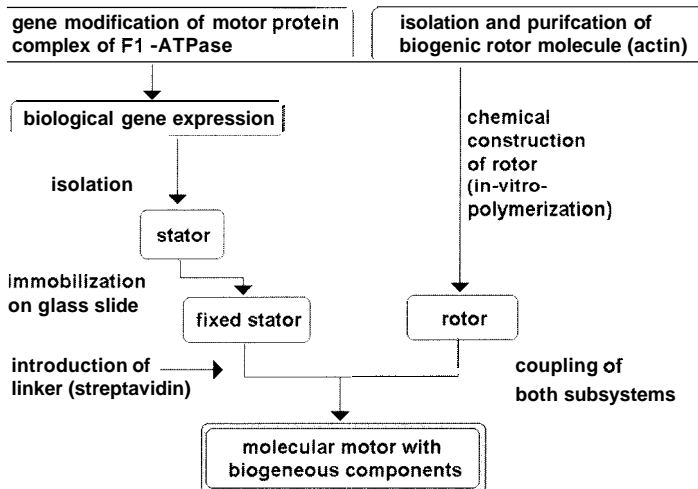 gene modification of motor protein
complex of F1 -ATPase
isolation and purifcation of
biogenic rotor molecule (actin)
biological gene expression
chemical
construction
of rotor
(in-vitro-
polymerization)
isolation
stator
immobilization
on glass slide
fixed stator
rotor
introduction of
linker (streptavidin)
coupling of
both subsystems
molecular motor with
biogeneous components